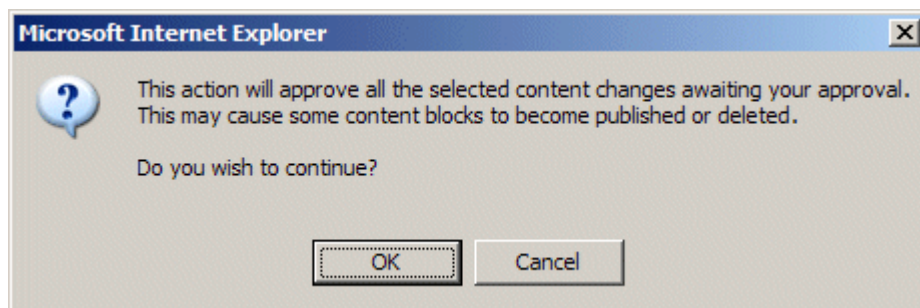 Microsoft Internet Explorer
This action will approve all the selected content changes awaiting your approval.
This may cause some content blocks to become published or deleted.
Do you wish to continue?
OK
Cancel